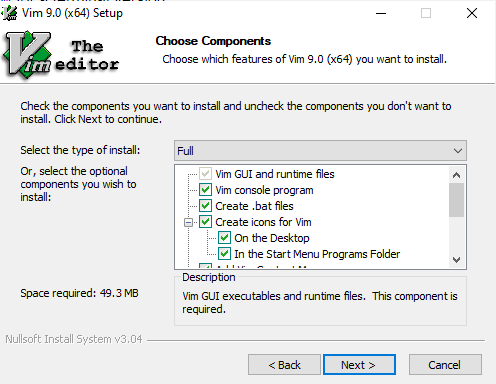 Vim 9.0 (x64) Setup
The
Vim
editor
Choose Components
Choose which features of Vim 9.0 (x64) you want to install.
Check the components you want to install and uncheck the components you don't want to
install. Click Next to continue.
Select the type of install:
Full
Or, select the optional
components you wish to
install:
Vim GUI and runtime files
Vim console program
Create .bat files
Create icons for Vim
On the Desktop
In the Start Menu Programs Folder
Space required: 49.3 MB
Description
Vim GUI executables and runtime files. This component is
required.
Nullsoft Install System v3.04
< Back
Next >
Cancel